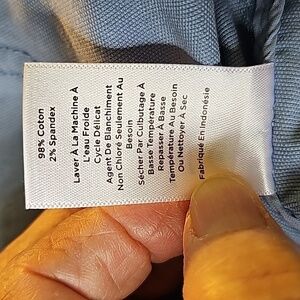 98% Coton
2% Spandex
Laver À La Machine À
L'eau Froide
Cycle Délicat
Agent De Blanchiment
Non Chloré Seulement Au
Besoin
Sécher Par Culbutage À
Basse Température
Repasser À Basse
Température Au Besoin
Ou Nettoyer À Sec
Fabriqué En Indonésie